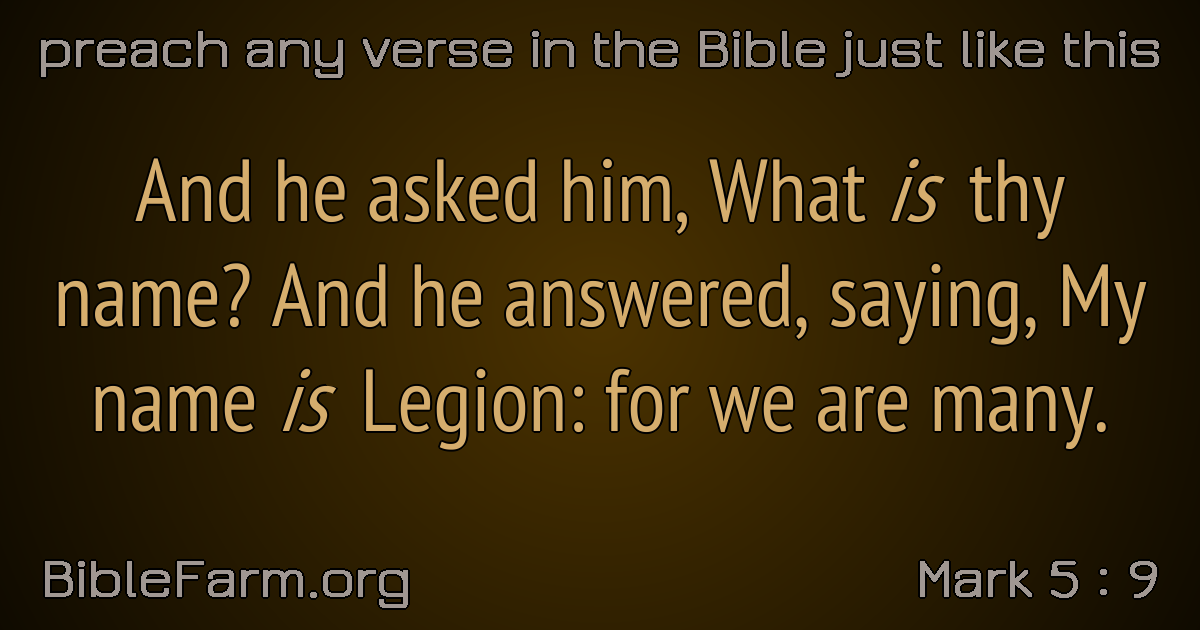 preach any verse in the Bible just like this
And he asked him, What is thy
name? And he answered, saying, My
name is Legion: for we are many.
BibleFarm.org
Mark 5 : 9